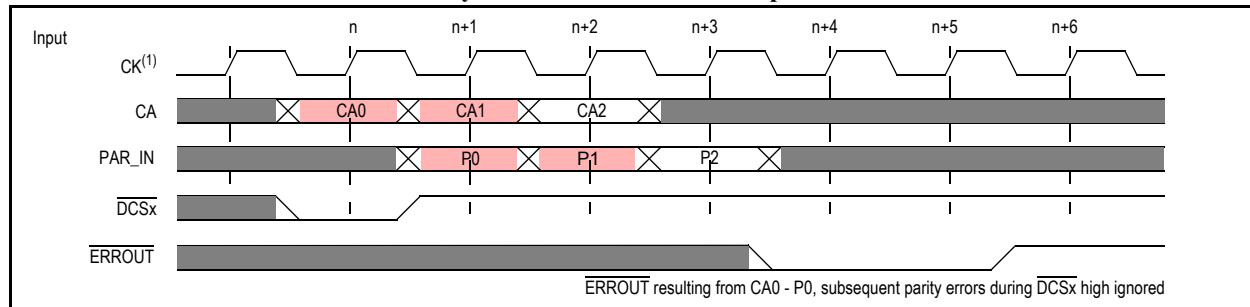 Input
n n+1 n+2 n+3 n+4 n+5 n+6
CK(1)
CA CA0 CA1 CA2
PAR_IN P0 P1 P2
DCSx
ERROUT
ERROUT resulting from CA0 - P0, subsequent parity errors during DCSx high ignored